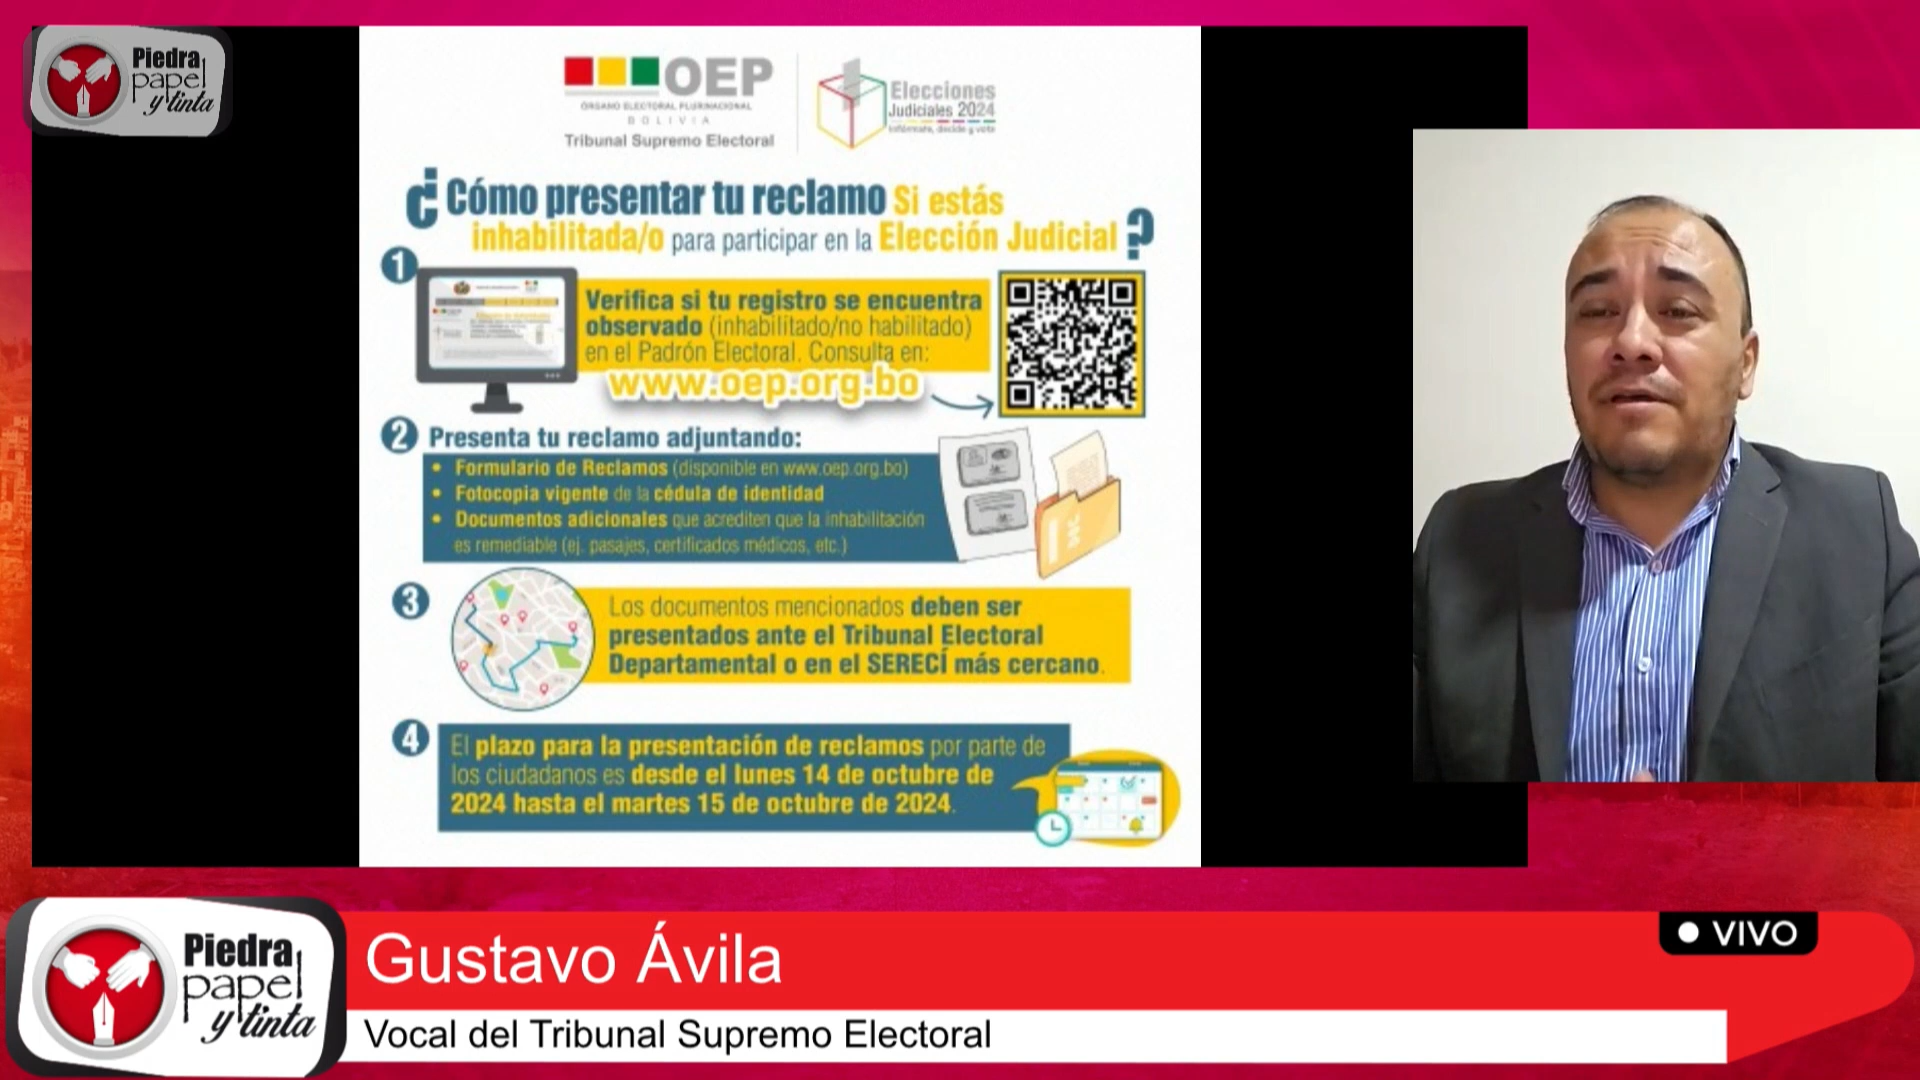 Piedra
papel
y tinta
OEP
ÓRGANO ELECTORAL PLURINACIONAL
BOLIVIA
Tribunal Supremo Electoral
Elecciones
Judiciales 2024
Infórmate, decide y vota
¿Cómo presentar tu reclamo Si estás
inhabilitada/o para participar en la Elección Judicial?
1
Verifica si tu registro se encuentra
observado (inhabilitado/no habilitado)
en el Padrón Electoral. Consulta en:
www.oep.org.bo
2 Presenta tu reclamo adjuntando:
• Formulario de Reclamos (disponible en www.oep.org.bo)
• Fotocopia vigente de la cédula de identidad
• Documentos adicionales que acrediten que la inhabilitación
es remediable (ej. pasajes, certificados médicos, etc.)
3
Los documentos mencionados deben ser
presentados ante el Tribunal Electoral
Departamental o en el SERECÍ más cercano.
4
El plazo para la presentación de reclamos por parte de
los ciudadanos es desde el lunes 14 de octubre de
2024 hasta el martes 15 de octubre de 2024.
VIVO
Piedra
papel
y tinta
Gustavo Ávila
Vocal del Tribunal Supremo Electoral